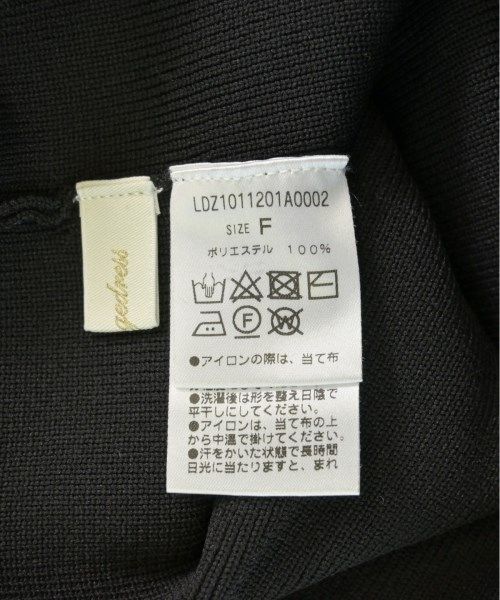 LDZ1011201A0002
SIZE F
ポリエステル 100%
F
W
●アイロンの際は、当て布
●洗濯後は形を整え日陰で
平干しにしてください。
●アイロンは、当て布の上
から中温で掛けてください。
●汗をかいた状態で長時間
日光に当たりますと、まれ
gedress